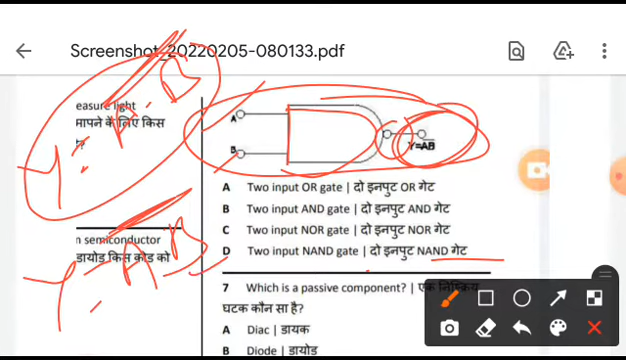 Screenshot_20220205-080133.pdf
easure light
मापने के लिए किस
?
n semiconductor
डायोड किस कोड को
Y = A · B
Y = A · B
A
B
Y=AB
A Two input OR gate | दो इनपुट OR गेट
B Two input AND gate | दो इनपुट AND गेट
C Two input NOR gate | दो इनपुट NOR गेट
D Two input NAND gate | दो इनपुट NAND गेट
7 Which is a passive component? | एक निष्क्रिय
घटक कौन सा है?
A Diac | डायक
B Diode | डायोड